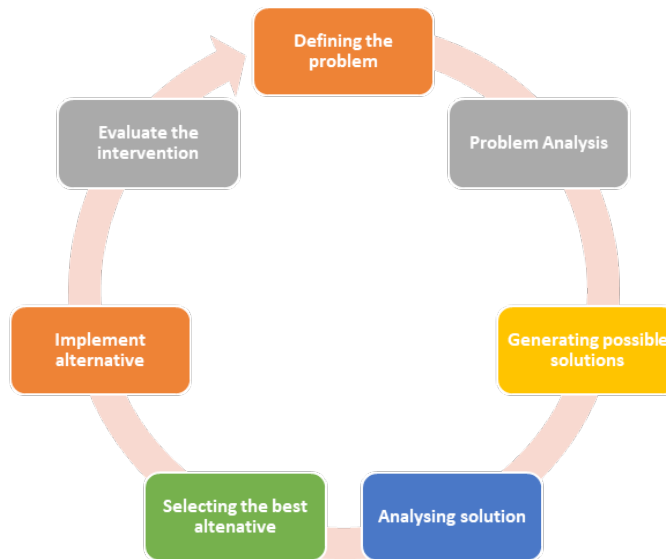 Defining the
problem
Problem Analysis
Generating possible
solutions
Analysing solution
Selecting the best
altenative
Implement
alternative
Evaluate the
intervention